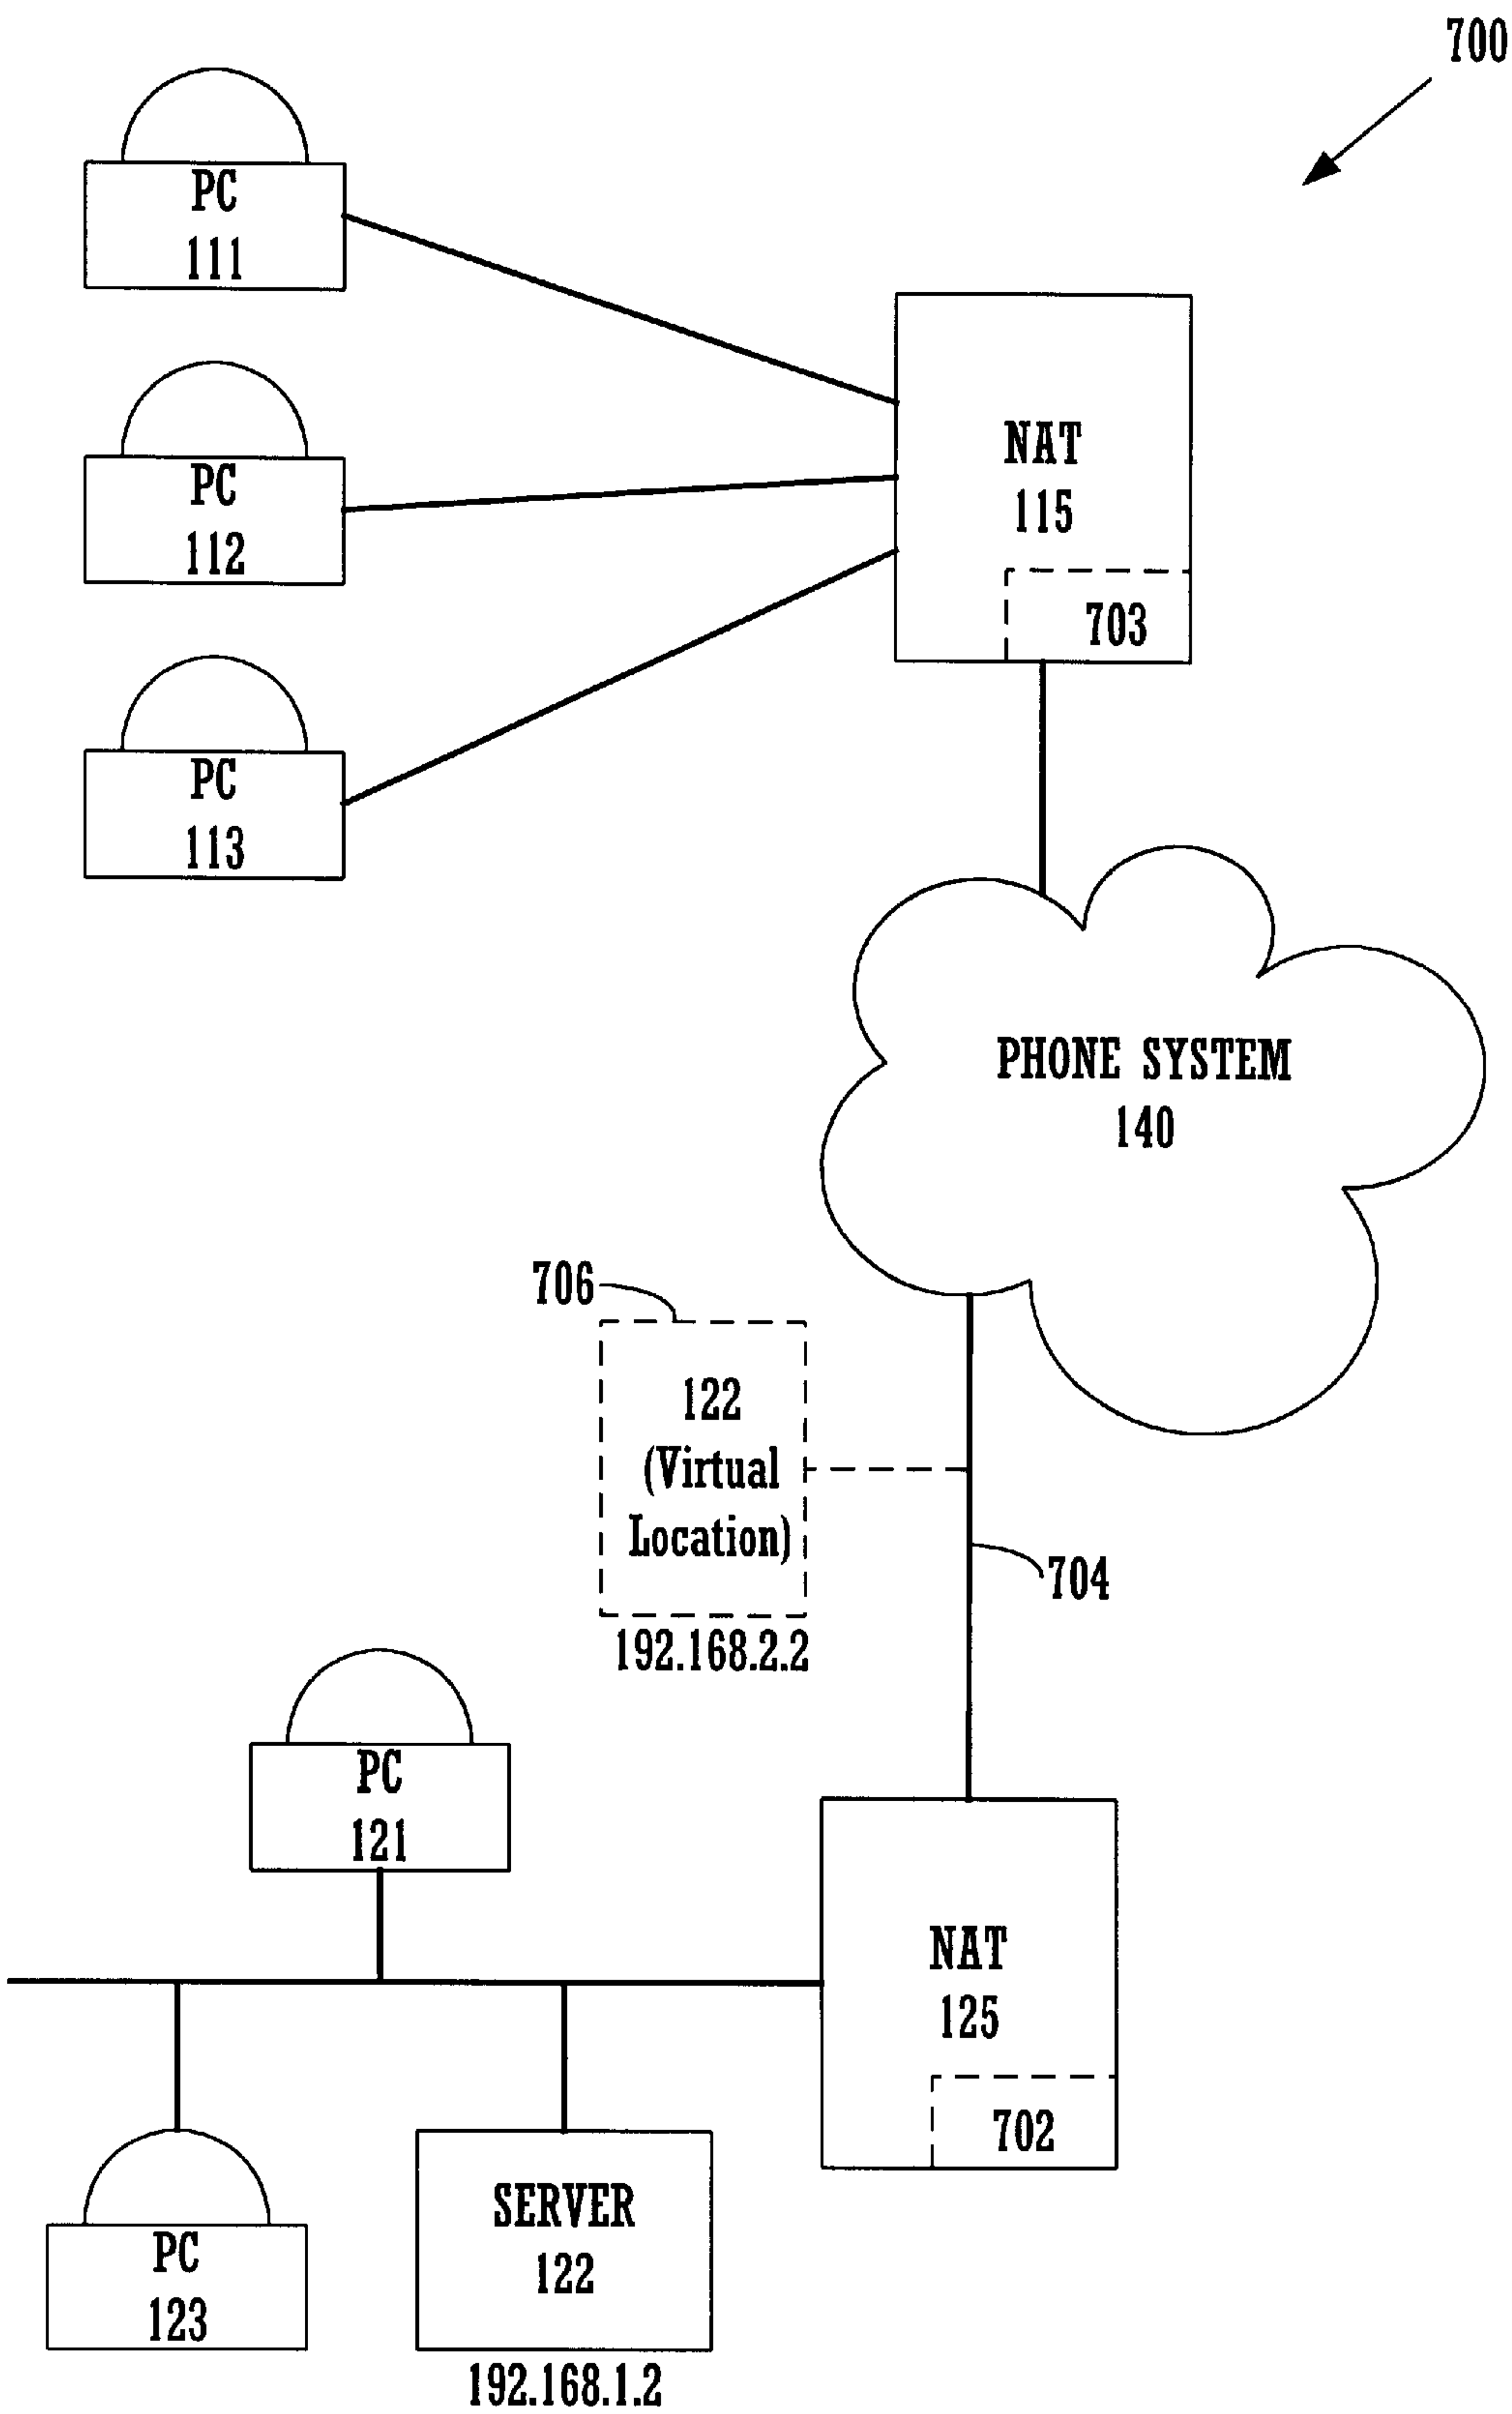 700
PC
111
PC
112
PC
113
NAT
115
703
PHONE SYSTEM
140
706
122
(Virtual
Location)
192.168.2.2
704
PC
121
NAT
125
702
PC
123
SERVER
122
192.168.1.2